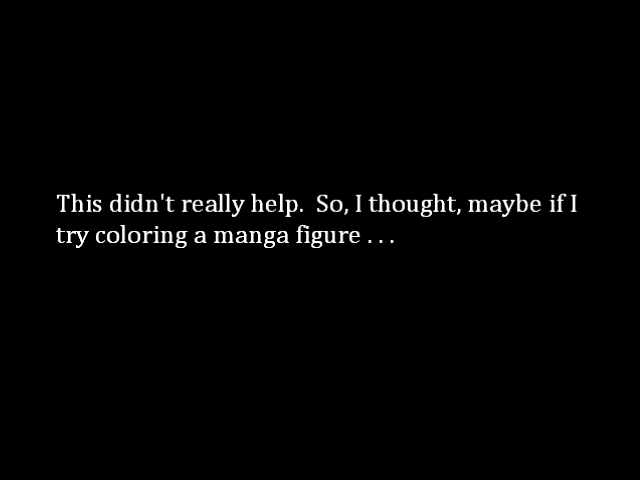 This didn't really help.  So, I thought, maybe if I
try coloring a manga figure . . .